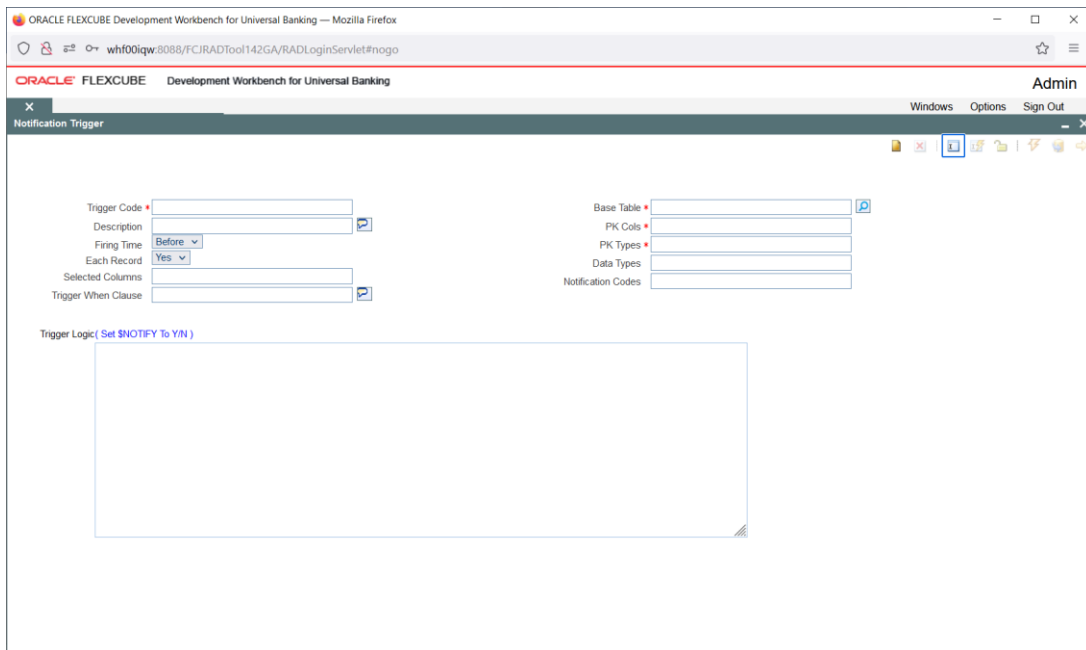 ORACLE FLEXCUBE Development Workbench for Universal Banking — Mozilla Firefox
whf00iqw:8088/FCJRADTool142GA/RADLoginServlet#nogo
ORACLE FLEXCUBE Development Workbench for Universal Banking Admin
X Windows Options Sign Out
Notification Trigger
Trigger Code * Base Table *
Description PK Cols *
Firing Time Before PK Types *
Each Record Yes Data Types
Selected Columns Notification Codes
Trigger When Clause
Trigger Logic( Set $NOTIFY To Y/N )